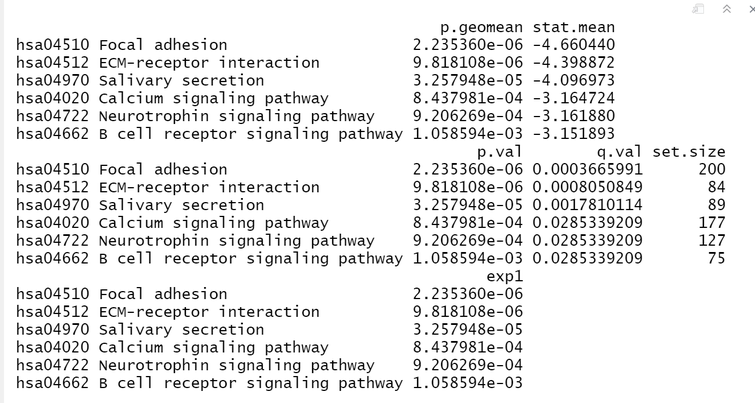 p.geomean stat.mean
hsa04510 Focal adhesion 2.235360e-06 -4.660440
hsa04512 ECM-receptor interaction 9.818108e-06 -4.398872
hsa04970 Salivary secretion 3.257948e-05 -4.096973
hsa04020 Calcium signaling pathway 8.437981e-04 -3.164724
hsa04722 Neurotrophin signaling pathway 9.206269e-04 -3.161880
hsa04662 B cell receptor signaling pathway 1.058594e-03 -3.151893
p.val q.val set.size
hsa04510 Focal adhesion 2.235360e-06 0.0003665991 200
hsa04512 ECM-receptor interaction 9.818108e-06 0.0008050849 84
hsa04970 Salivary secretion 3.257948e-05 0.0017810114 89
hsa04020 Calcium signaling pathway 8.437981e-04 0.0285339209 177
hsa04722 Neurotrophin signaling pathway 9.206269e-04 0.0285339209 127
hsa04662 B cell receptor signaling pathway 1.058594e-03 0.0285339209 75
exp1
hsa04510 Focal adhesion 2.235360e-06
hsa04512 ECM-receptor interaction 9.818108e-06
hsa04970 Salivary secretion 3.257948e-05
hsa04020 Calcium signaling pathway 8.437981e-04
hsa04722 Neurotrophin signaling pathway 9.206269e-04
hsa04662 B cell receptor signaling pathway 1.058594e-03